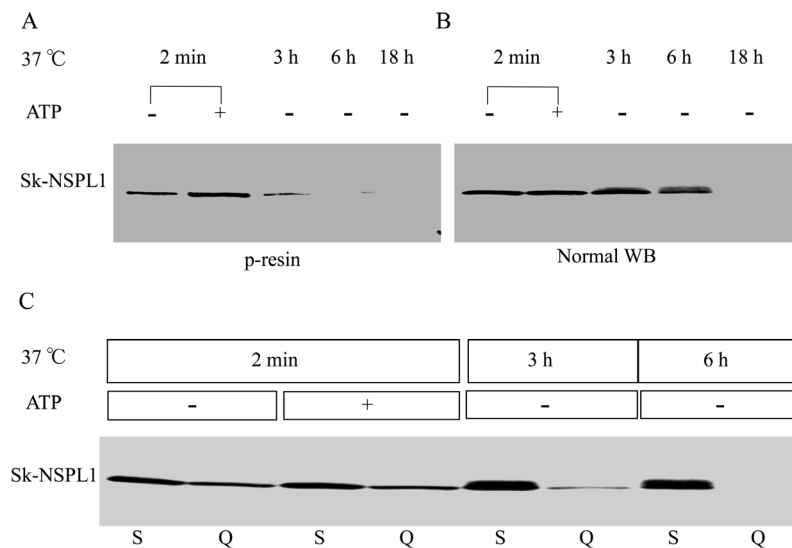 A
B
37 ℃ 2 min 3 h 6 h 18 h 2 min 3 h 6 h 18 h
ATP - + - - - - + - - -
Sk-NSPL1
p-resin
Normal WB
C
37 ℃ 2 min 3 h 6 h
ATP - + - -
Sk-NSPL1
S Q S Q S Q S Q